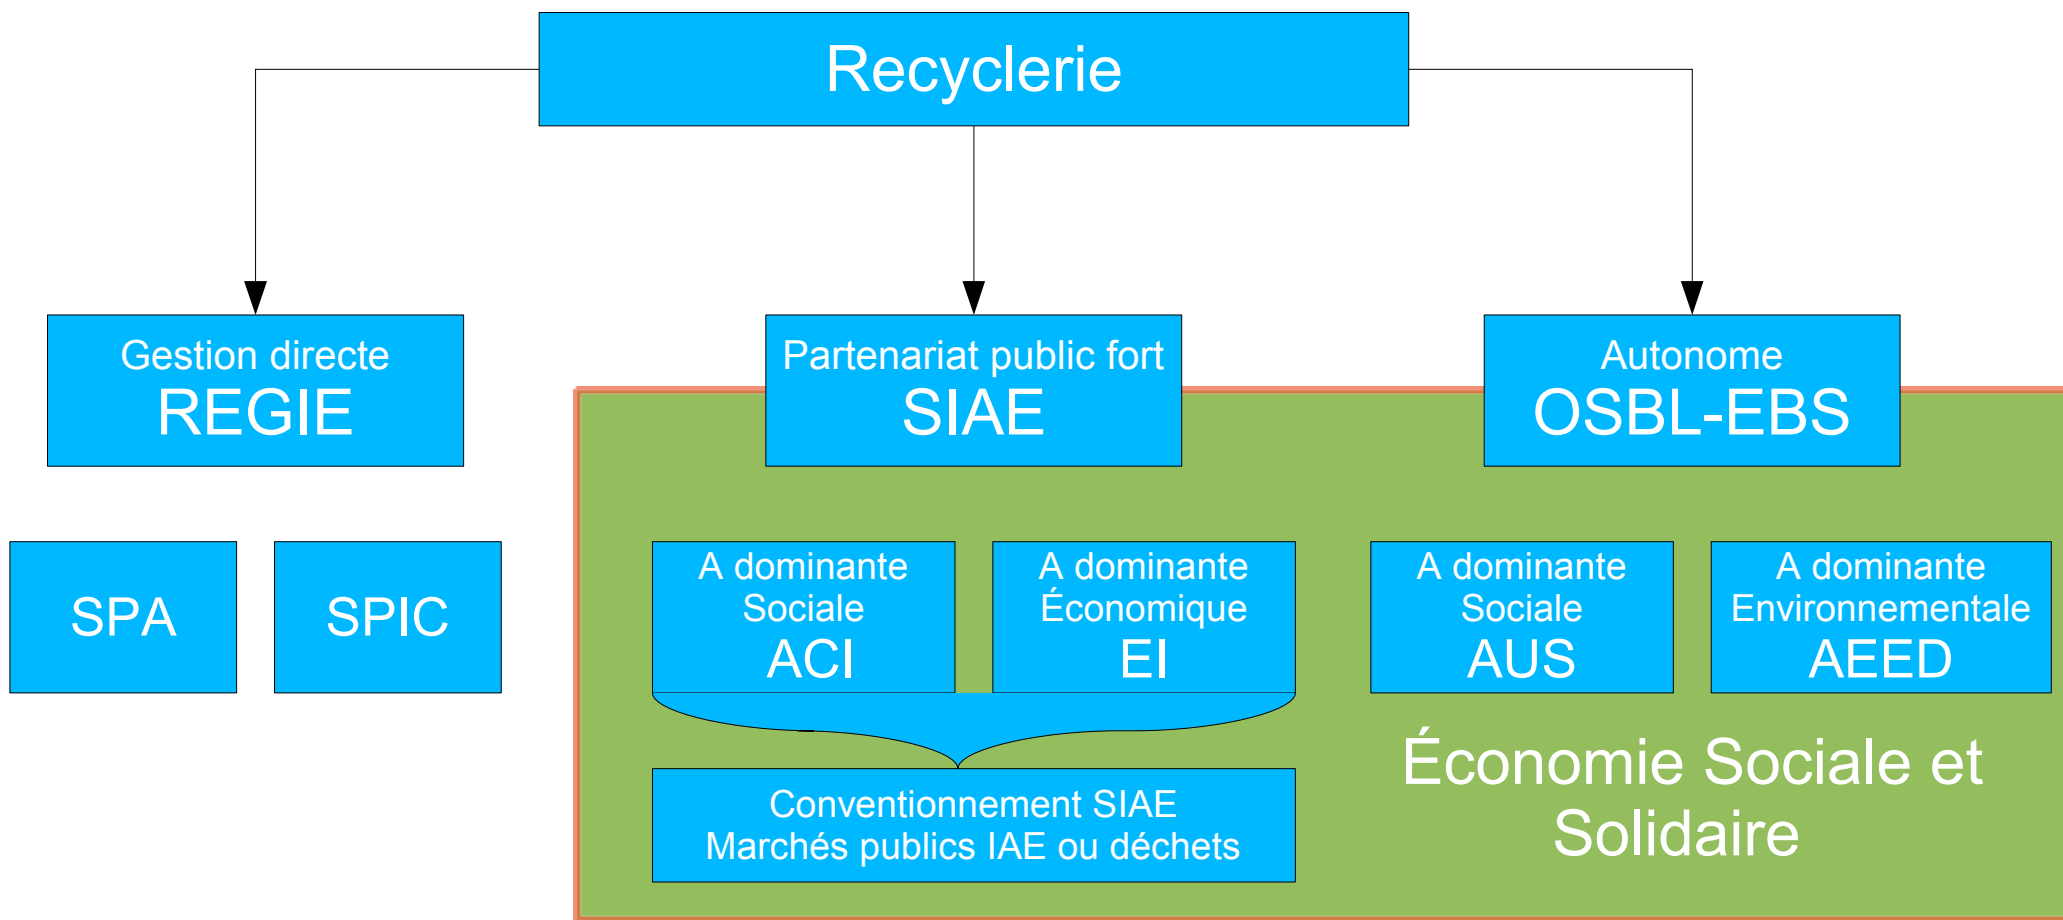 Recyclerie
Gestion directe
REGIE
Partenariat public fort
SIAE
Autonome
OSBL-EBS
SPA
SPIC
A dominante
Sociale
ACI
A dominante
Économique
EI
A dominante
Sociale
AUS
A dominante
Environnementale
AEED
Conventionnement SIAE
Marchés publics IAE ou déchets
Économie Sociale et
Solidaire